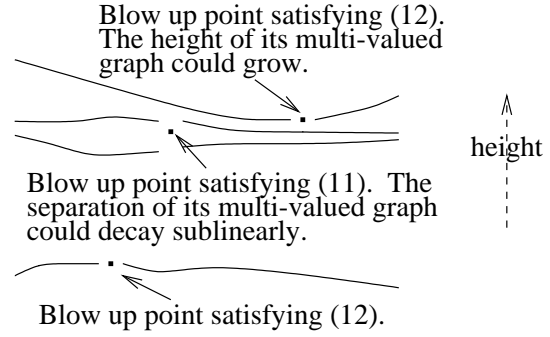 Blow up point satisfying (12).
The height of its multi-valued
graph could grow.
height
Blow up point satisfying (11). The
separation of its multi-valued graph
could decay sublinearly.
Blow up point satisfying (12).